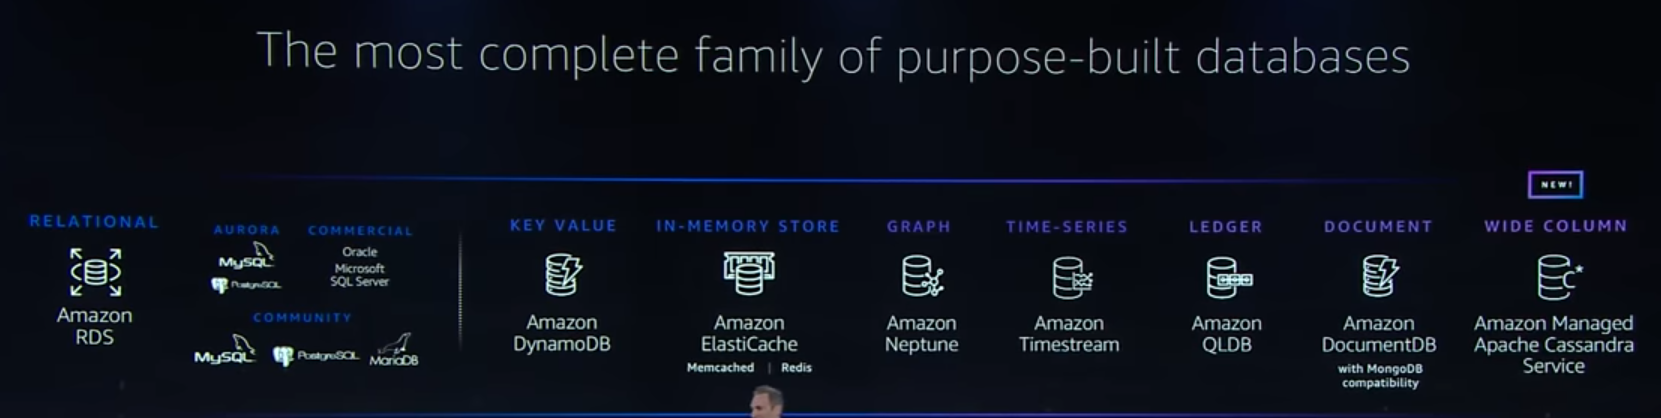 The most complete family of purpose-built databases
NEW!
RELATIONAL
Amazon
RDS
AURORA
MySQL
PostgreSQL
COMMERCIAL
Oracle
Microsoft
SQL Server
COMMUNITY
MySQL
PostgreSQL
MariaDB
KEY VALUE
Amazon
DynamoDB
IN-MEMORY STORE
Amazon
ElastiCache
Memcached | Redis
GRAPH
Amazon
Neptune
TIME-SERIES
Amazon
Timestream
LEDGER
Amazon
QLDB
DOCUMENT
Amazon
DocumentDB
with MongoDB
compatibility
WIDE COLUMN
C*
Amazon Managed
Apache Cassandra
Service